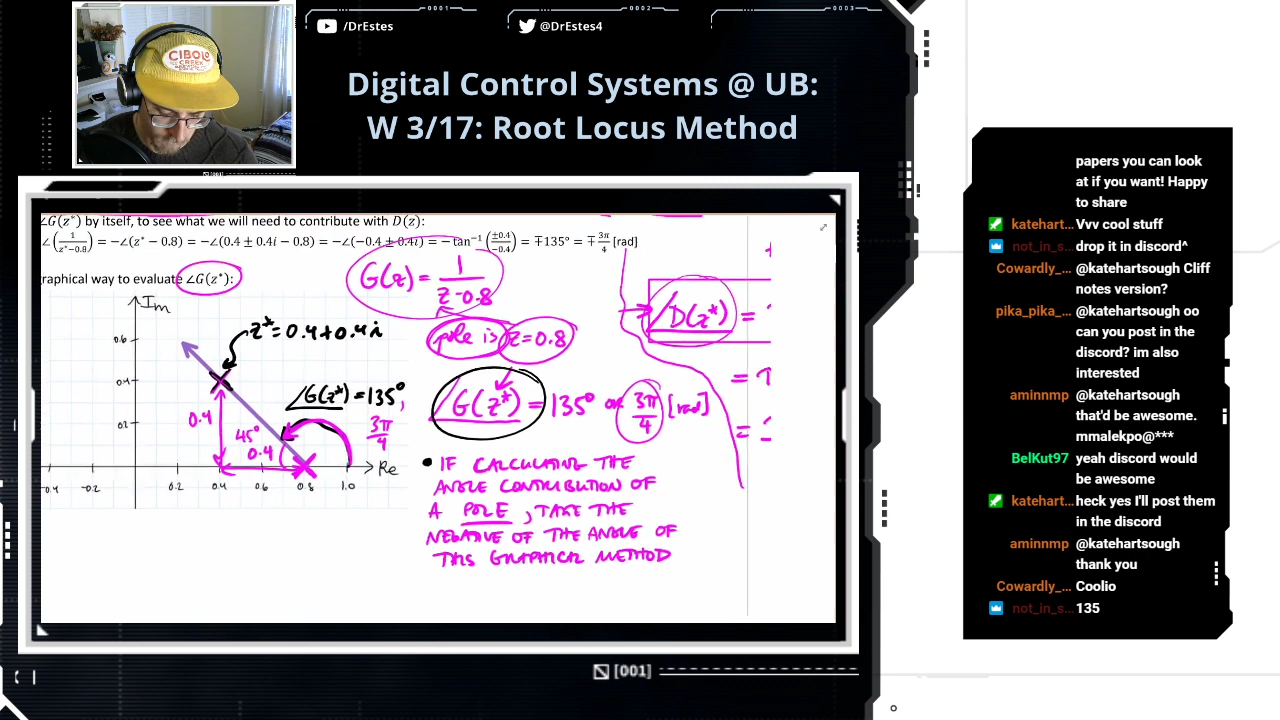 0001
0002
0003
/DrEstes
@DrEstes4
CIBOLO
CREEK
Digital Control Systems @ UB:
W 3/17: Root Locus Method
[001]
∠G(z*) by itself, to see what we will need to contribute with D(z):
∠(1/(z*−0.8)) = −∠(z* − 0.8) = −∠(0.4 ± 0.4i − 0.8) = −∠(−0.4 ± 0.4i) = − tan⁻¹(±0.4/−0.4) = ∓135° = ∓ 3π/4 [rad]
raphical way to evaluate ∠G(z*):
G(z) = 1/(z-0.8)
pole is z=0.8
∠G(z*) = 135° or 3π/4 [rad]
• IF CALCULATING THE
ANGLE CONTRIBUTION OF
A POLE, TAKE THE
NEGATIVE OF THE ANGLE OF
THIS GRAPHICAL METHOD
Im
z* = 0.4+0.4i
0.6
0.4
0.2
∠G(z*) = 135°;
3π/4
0.4
45°
0.4
Re
-0.4 -0.2 0.2 0.4 0.6 0.8 1.0
∠D(z*) =
=
=
papers you can look
at if you want! Happy
to share
katehart... Vvv cool stuff
not_in_s... drop it in discord^
Cowardly_... @katehartsough Cliff
notes version?
pika_pika_... @katehartsough oo
can you post in the
discord? im also
interested
aminnmp @katehartsough
that'd be awesome.
mmalekpo@***
BelKut97 yeah discord would
be awesome
katehart... heck yes I'll post them
in the discord
aminnmp @katehartsough
thank you
Cowardly_... Coolio
not_in_s... 135
[001]